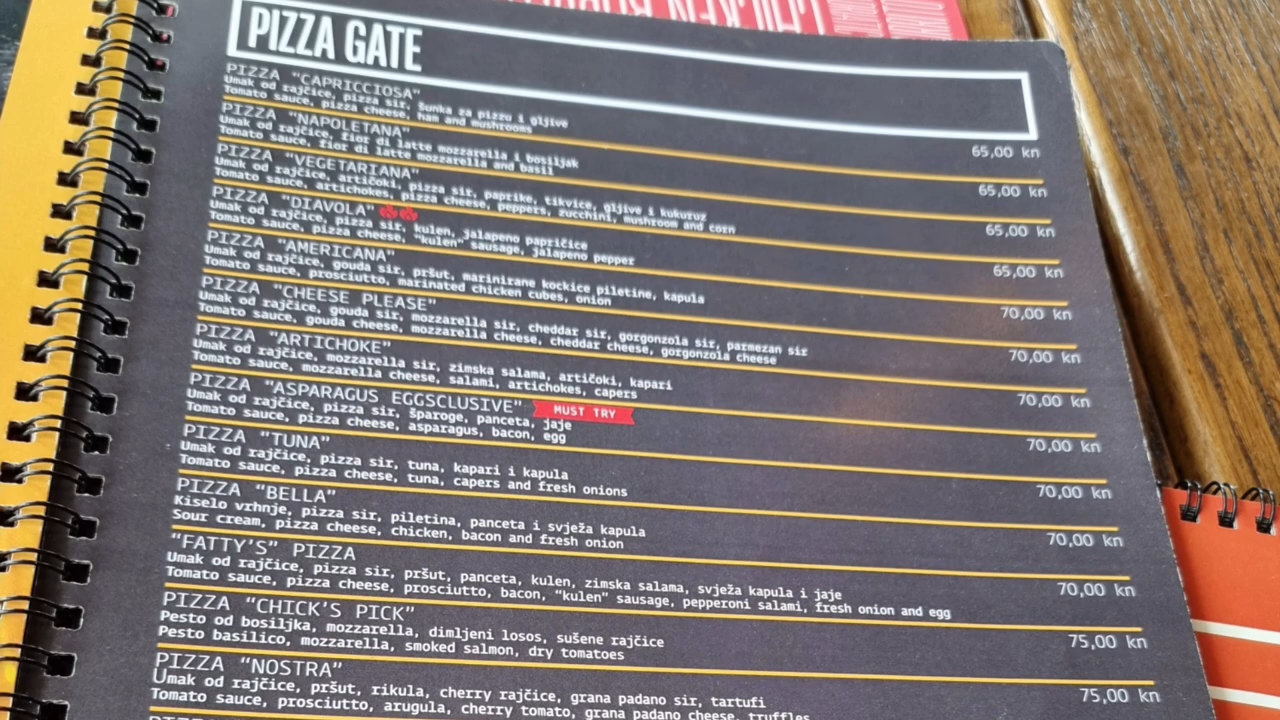 PIZZA GATE
PIZZA "CAPRICCIOSA"
Umak od rajčice, pizza sir, šunka za pizzu i gljive
Tomato sauce, pizza cheese, ham and mushrooms
65,00 kn
PIZZA "NAPOLETANA"
Umak od rajčice, fior di latte mozzarella i bosiljak
Tomato sauce, fior di latte mozzarella and basil
65,00 kn
PIZZA "VEGETARIANA"
Umak od rajčice, artičoki, pizza sir, paprike, tikvice, gljive i kukuruz
Tomato sauce, artichokes, pizza cheese, peppers, zucchini, mushroom and corn
65,00 kn
PIZZA "DIAVOLA"
Umak od rajčice, pizza sir, kulen, jalapeno papričice
Tomato sauce, pizza cheese, "kulen" sausage, jalapeno pepper
65,00 kn
PIZZA "AMERICANA"
Umak od rajčice, gouda sir, pršut, marinirane kockice piletine, kapula
Tomato sauce, prosciutto, marinated chicken cubes, onion
70,00 kn
PIZZA "CHEESE PLEASE"
Umak od rajčice, gouda sir, mozzarella sir, cheddar sir, gorgonzola sir, parmezan sir
Tomato sauce, gouda cheese, mozzarella cheese, cheddar cheese, gorgonzola cheese
70,00 kn
PIZZA "ARTICHOKE"
Umak od rajčice, mozzarella sir, zimska salama, artičoki, kapari
Tomato sauce, mozzarella cheese, salami, artichokes, capers
70,00 kn
PIZZA "ASPARAGUS EGGSCLUSIVE" MUST TRY
Umak od rajčice, pizza sir, šparoge, panceta, jaje
Tomato sauce, pizza cheese, asparagus, bacon, egg
70,00 kn
PIZZA "TUNA"
Umak od rajčice, pizza sir, tuna, kapari i kapula
Tomato sauce, pizza cheese, tuna, capers and fresh onions
70,00 kn
PIZZA "BELLA"
Kiselo vrhnje, pizza sir, piletina, panceta i svježa kapula
Sour cream, pizza cheese, chicken, bacon and fresh onion
70,00 kn
"FATTY'S" PIZZA
Umak od rajčice, pizza sir, pršut, panceta, kulen, zimska salama, svježa kapula i jaje
Tomato sauce, pizza cheese, prosciutto, bacon, "kulen" sausage, pepperoni salami, fresh onion and egg
70,00 kn
PIZZA "CHICK'S PICK"
Pesto od bosiljka, mozzarella, dimljeni losos, sušene rajčice
Pesto basilico, mozzarella, smoked salmon, dry tomatoes
75,00 kn
PIZZA "NOSTRA"
Umak od rajčice, pršut, rikula, cherry rajčice, grana padano sir, tartufi
Tomato sauce, prosciutto, arugula, cherry tomato, grana padano cheese, truffles
75,00 kn